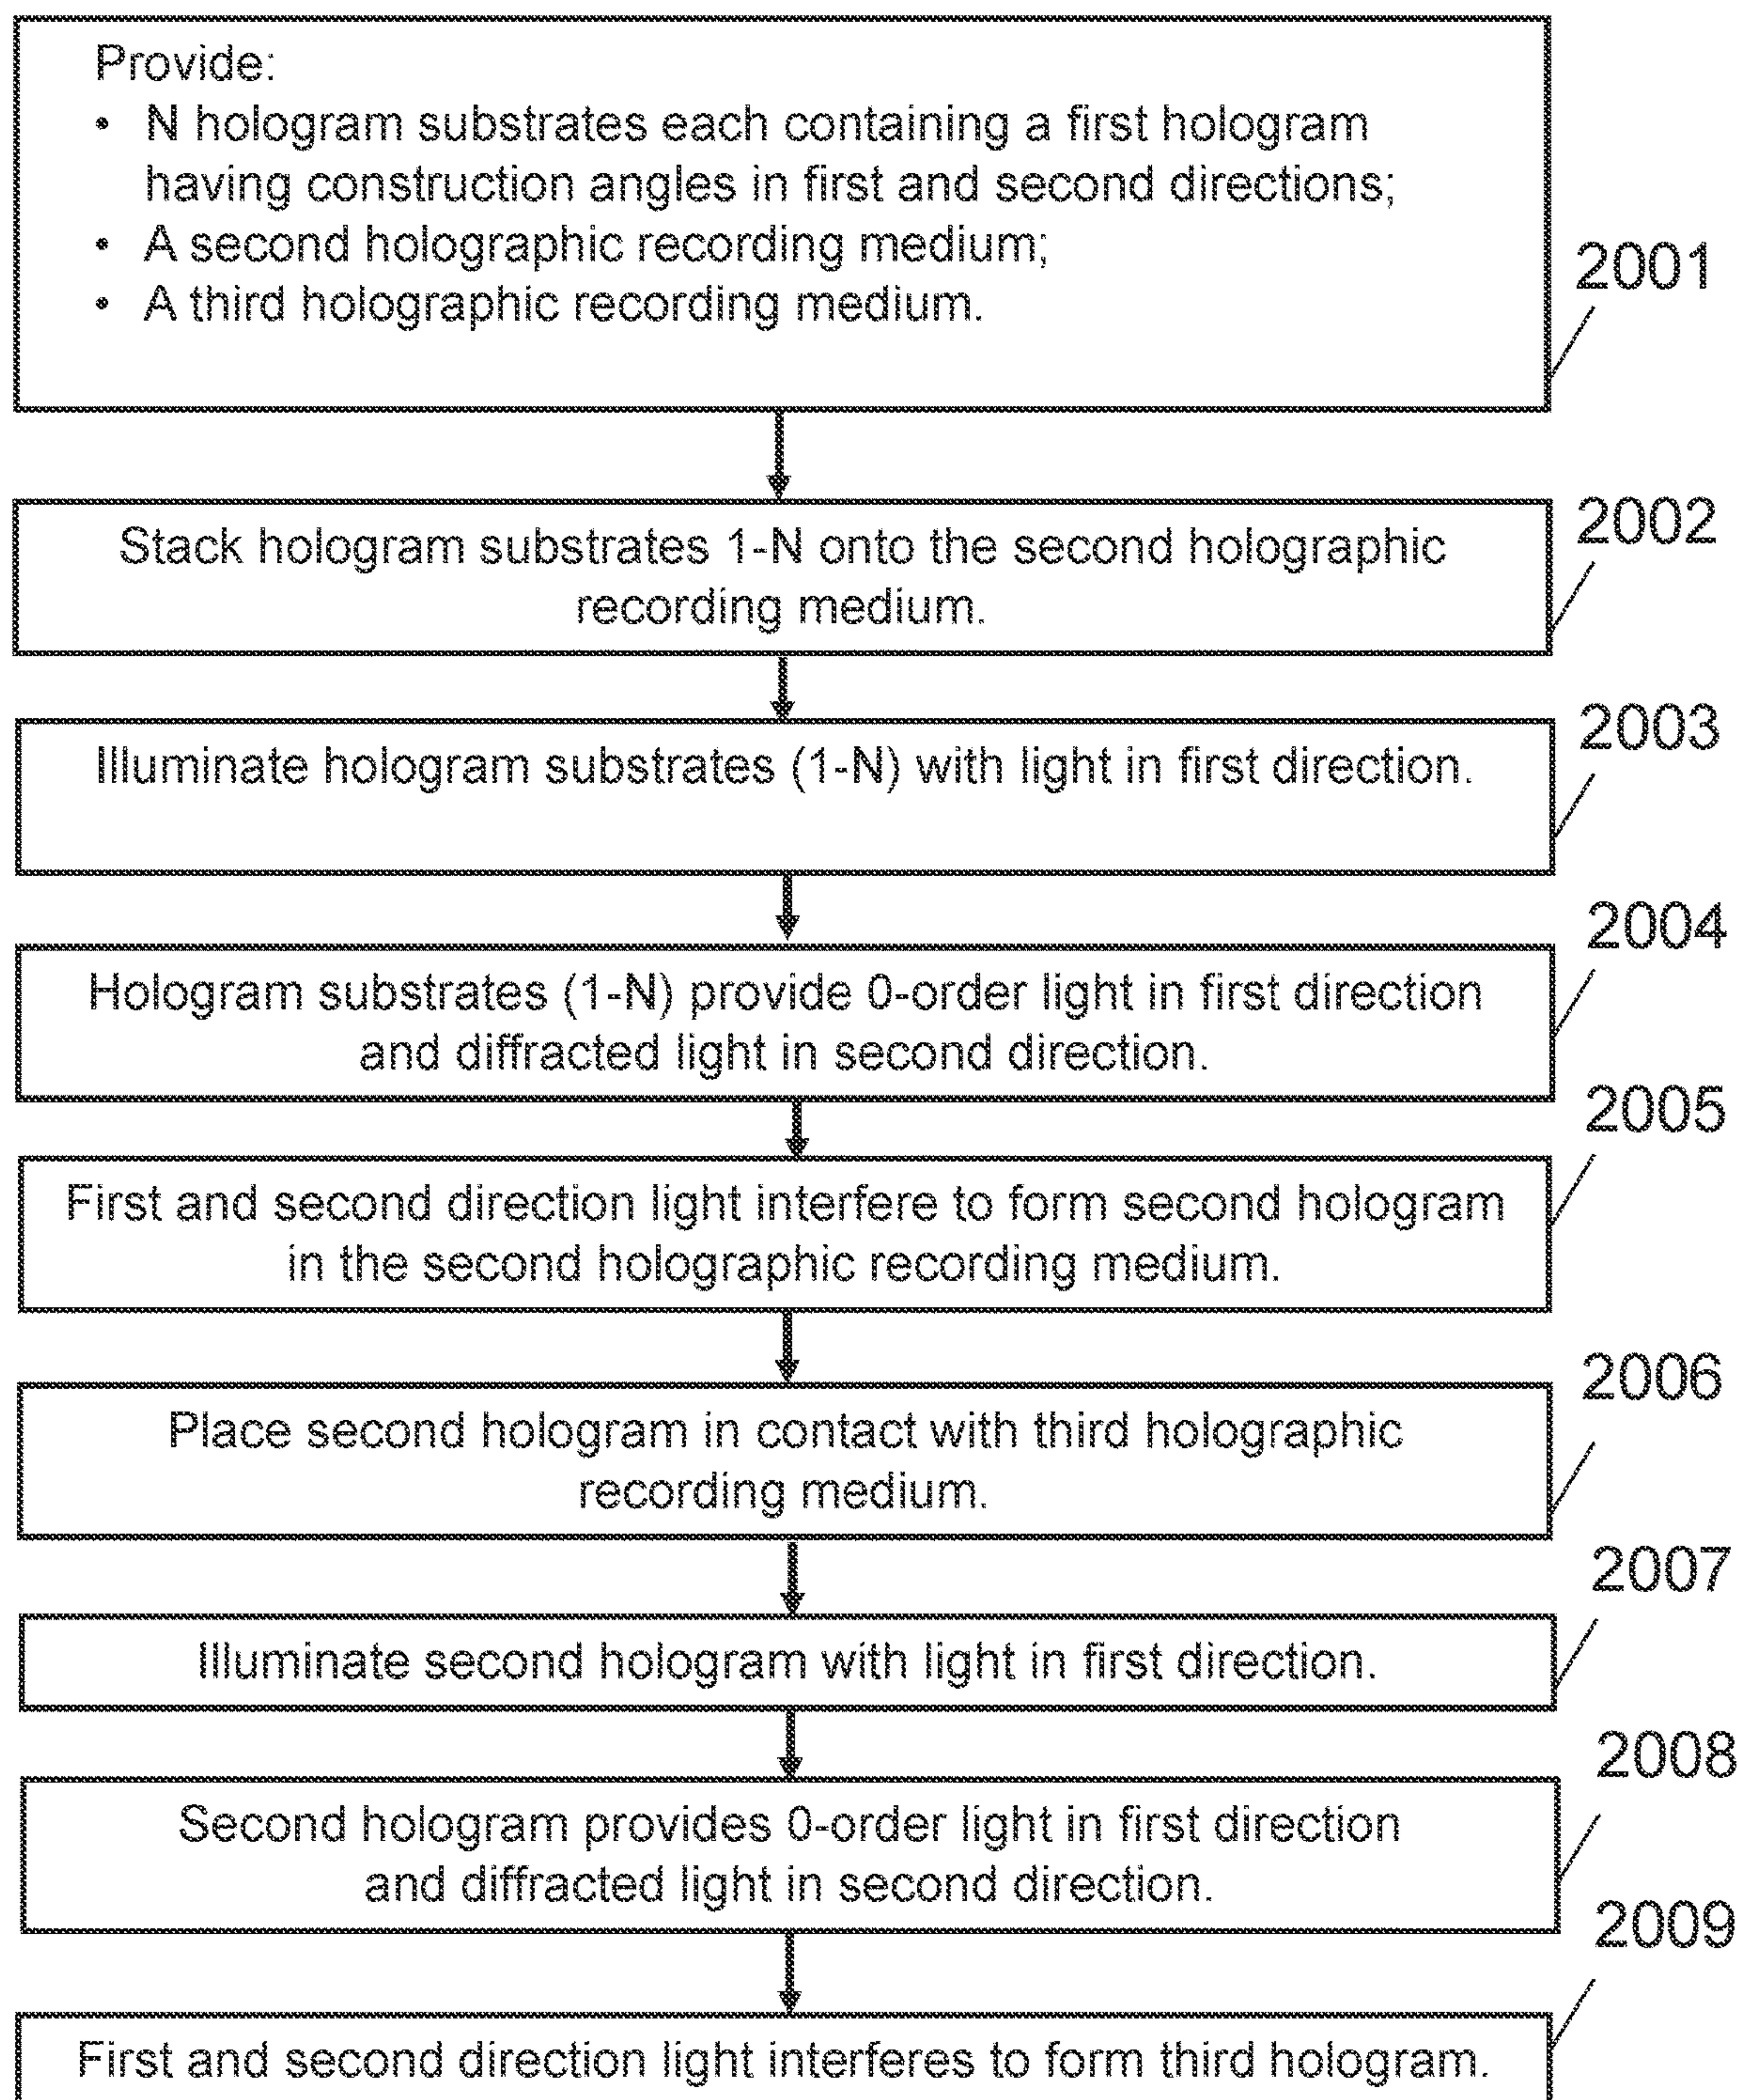 Provide:
• N hologram substrates each containing a first hologram
having construction angles in first and second directions;
• A second holographic recording medium;
• A third holographic recording medium.
2001
Stack hologram substrates 1-N onto the second holographic
recording medium.
2002
Illuminate hologram substrates (1-N) with light in first direction.
2003
Hologram substrates (1-N) provide 0-order light in first direction
and diffracted light in second direction.
2004
First and second direction light interfere to form second hologram
in the second holographic recording medium.
2005
Place second hologram in contact with third holographic
recording medium.
2006
Illuminate second hologram with light in first direction.
2007
Second hologram provides 0-order light in first direction
and diffracted light in second direction.
2008
First and second direction light interferes to form third hologram.
2009